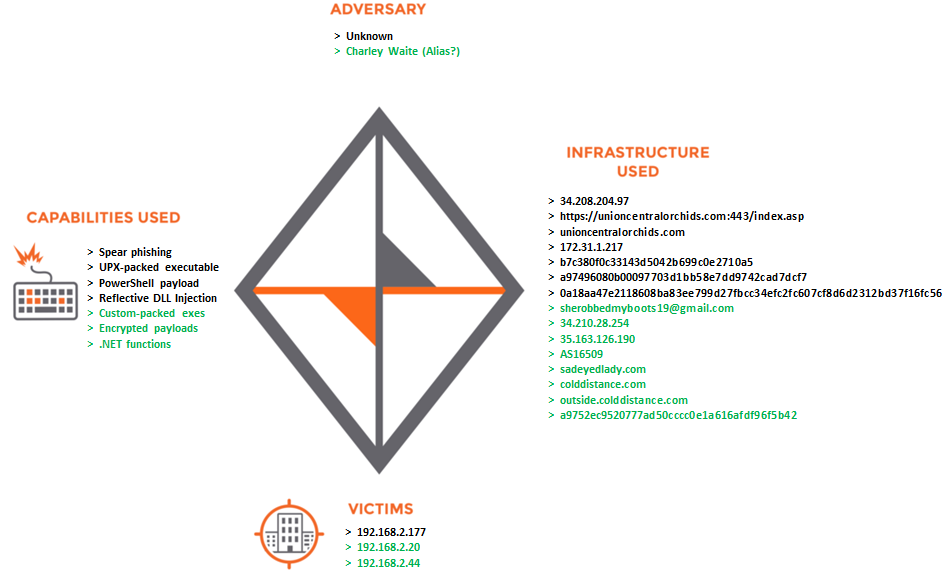 ADVERSARY
> Unknown
> Charley Waite (Alias?)
INFRASTRUCTURE
USED
> 34.208.204.97
> https://unioncentralorchids.com:443/index.asp
> unioncentralorchids.com
> 172.31.1.217
> b7c380f0c33143d5042b699c0e2710a5
> a97496080b00097703d1bb58e7dd9742cad7dcf7
> 0a18aa47e2118608ba83ee799d27fbcc34efc2fc607cf8d6d2312bd37f16fc56
> sherobbedmyboots19@gmail.com
> 34.210.28.254
> 35.163.126.190
> AS16509
> sadeyedlady.com
> colddistance.com
> outside.colddistance.com
> a9752ec9520777ad50cccc0e1a616afdf96f5b42
CAPABILITIES USED
> Spear phishing
> UPX-packed executable
> PowerShell payload
> Reflective DLL Injection
> Custom-packed exes
> Encrypted payloads
> .NET functions
VICTIMS
> 192.168.2.177
> 192.168.2.20
> 192.168.2.44